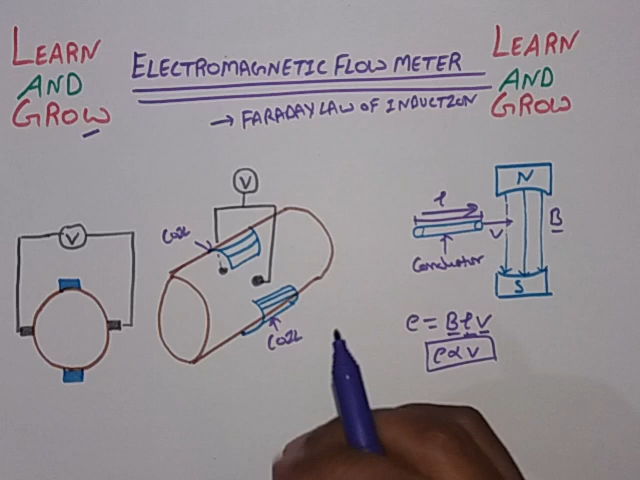 LEARN
AND
GROW
ELECTROMAGNETIC FLOW METER
→ FARADAY LAW OF INDUCTION
LEARN
AND
GROW
V
V
COIL
COIL
l
V
Conductor
N
B
S
e = BlV
e α V